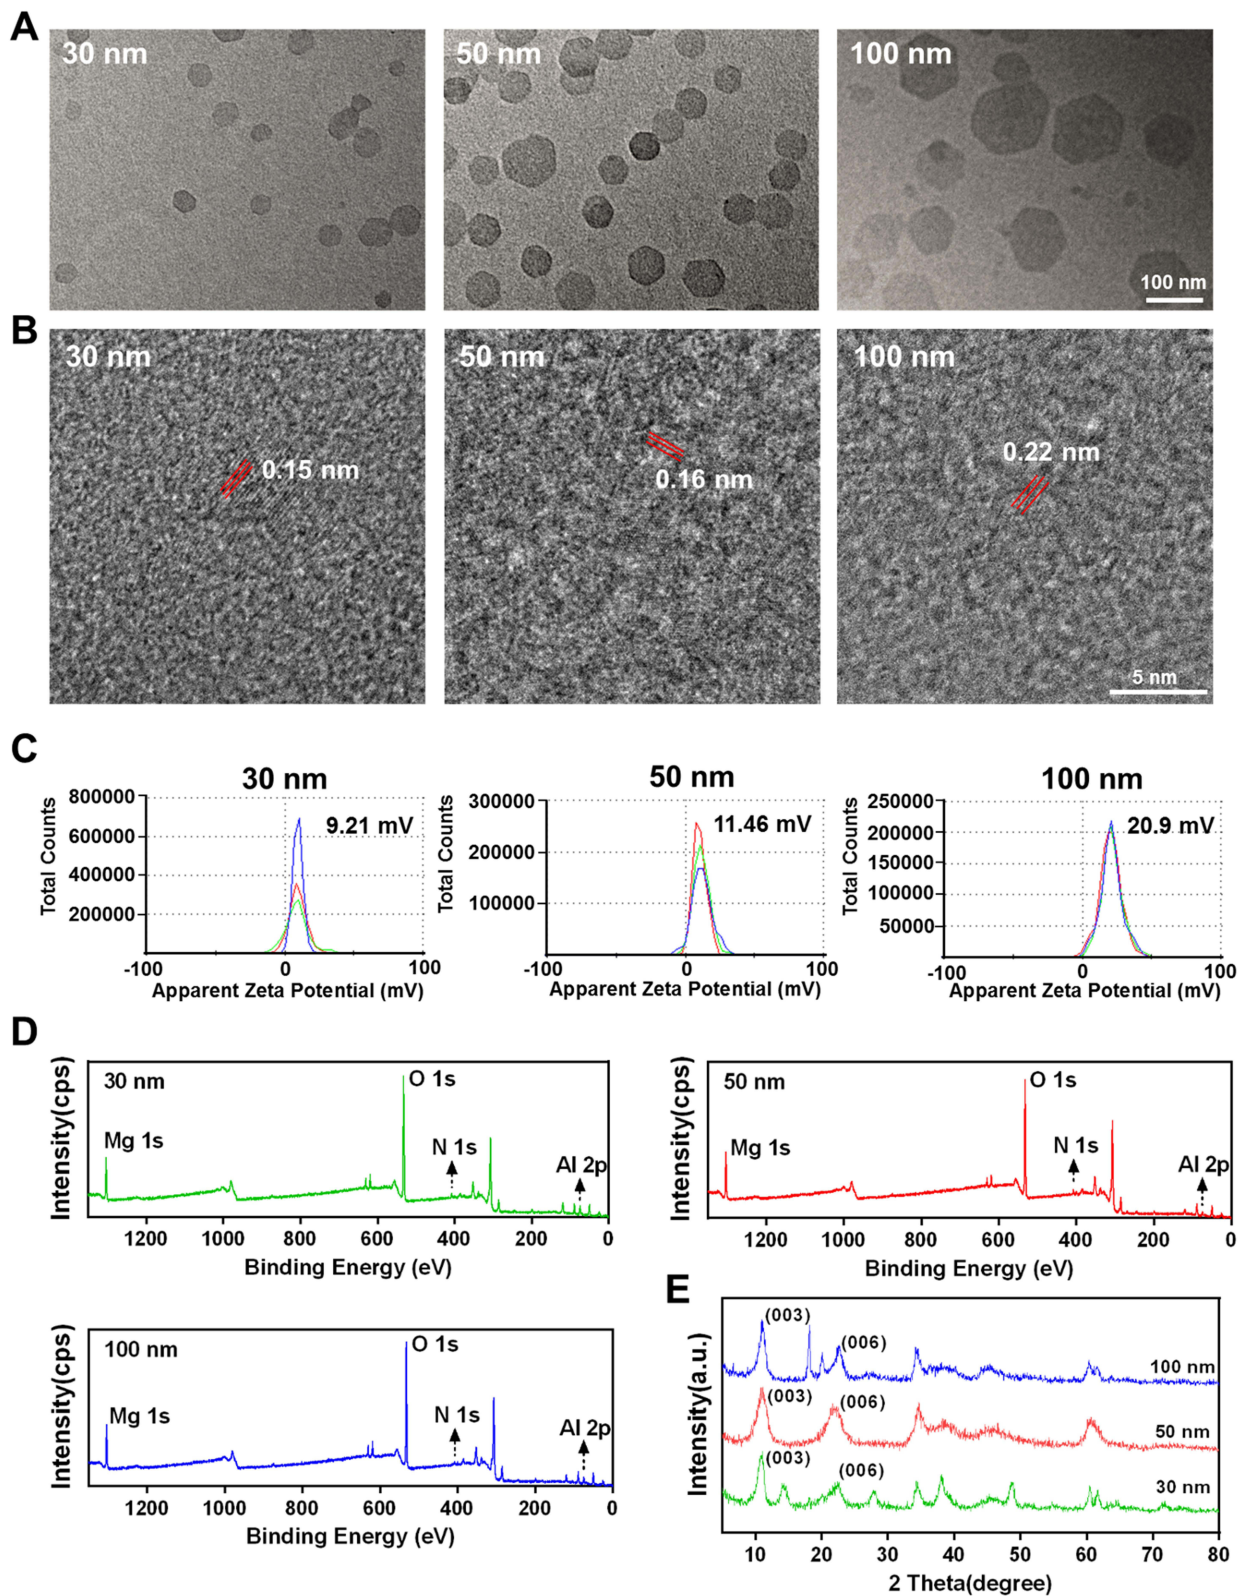 A
30 nm
50 nm
100 nm
100 nm
B
30 nm
50 nm
100 nm
0.15 nm
0.16 nm
0.22 nm
5 nm
C
30 nm
Total Counts
800000
600000
400000
200000
9.21 mV
-100
0
100
Apparent Zeta Potential (mV)
50 nm
Total Counts
300000
200000
100000
11.46 mV
-100
0
100
Apparent Zeta Potential (mV)
100 nm
Total Counts
250000
200000
150000
100000
50000
20.9 mV
-100
0
100
Apparent Zeta Potential (mV)
D
Intensity(cps)
30 nm
Mg 1s
O 1s
N 1s
Al 2p
1200 1000 800 600 400 200 0
Binding Energy (eV)
Intensity(cps)
50 nm
Mg 1s
O 1s
N 1s
Al 2p
1200 1000 800 600 400 200 0
Binding Energy (eV)
Intensity(cps)
100 nm
Mg 1s
O 1s
N 1s
Al 2p
1200 1000 800 600 400 200 0
Binding Energy (eV)
E
Intensity(a.u.)
(003)
(006)
100 nm
(003)
(006)
50 nm
(003)
(006)
30 nm
10 20 30 40 50 60 70 80
2 Theta(degree)